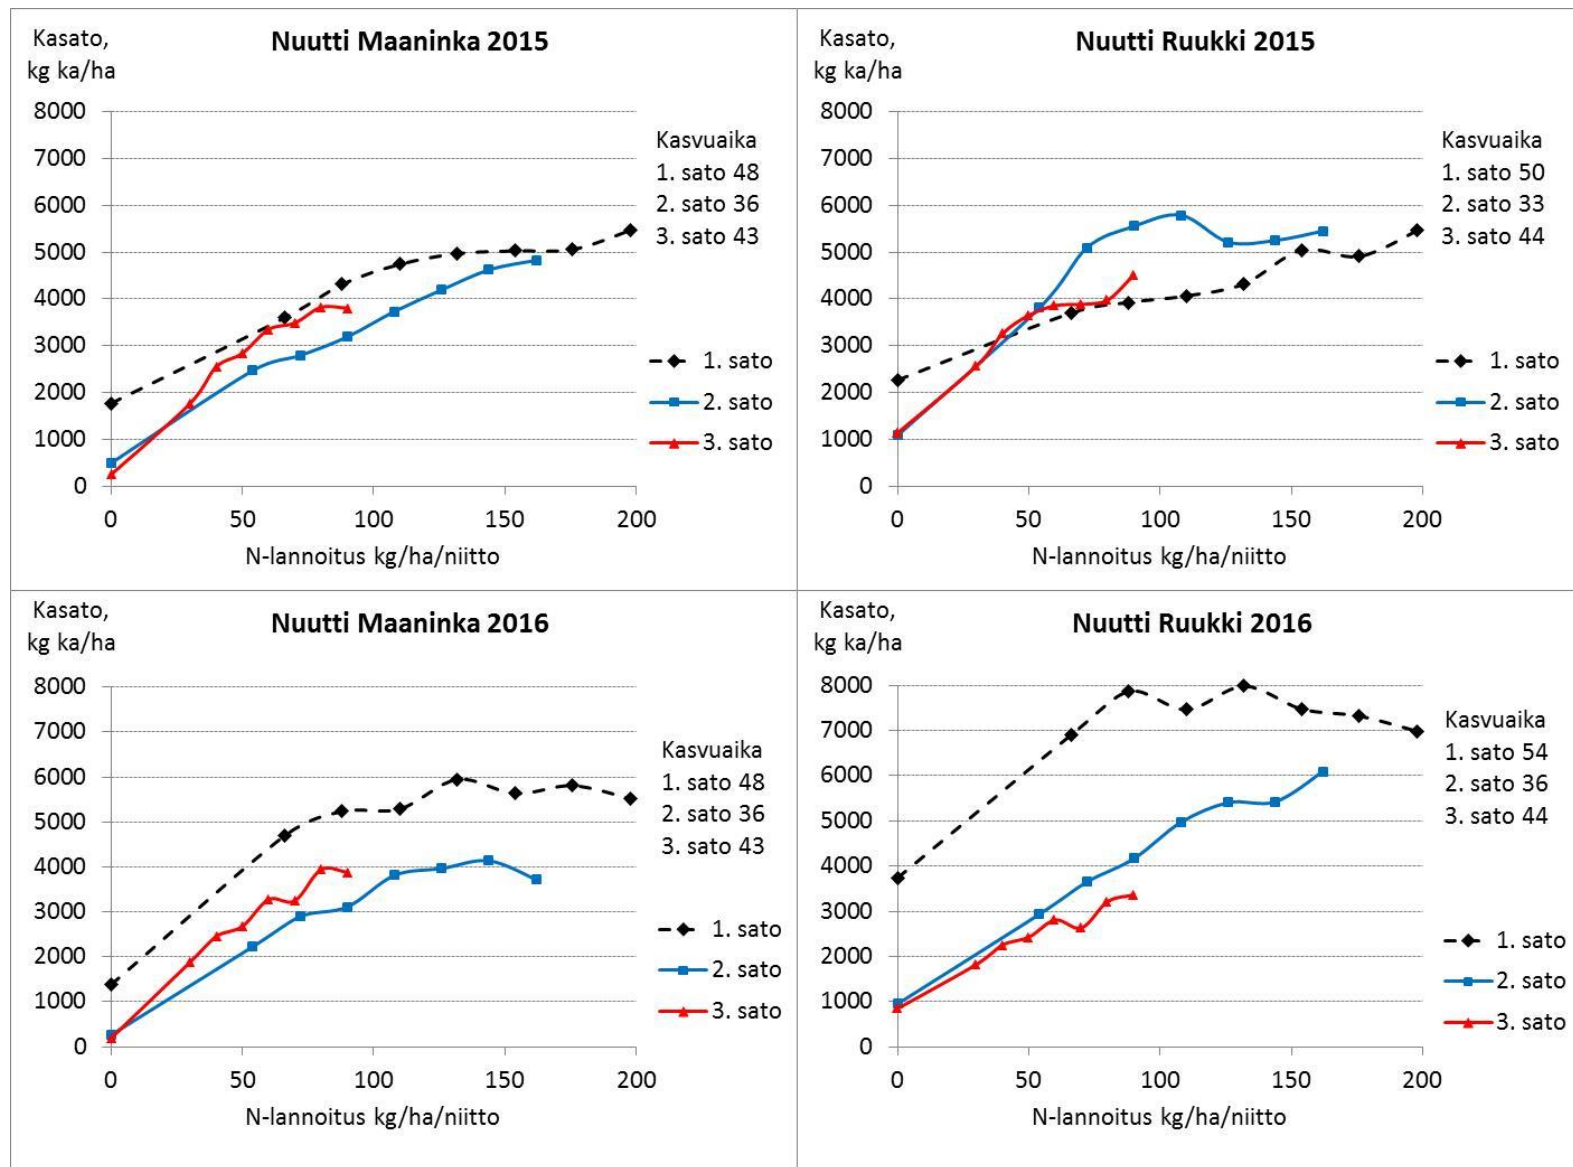 Kasato,
kg ka/ha
Nuutti Maaninka 2015
8000
7000
6000
5000
4000
3000
2000
1000
0
0 50 100 150 200
N-lannoitus kg/ha/niitto
Kasvuaika
1. sato 48
2. sato 36
3. sato 43
1. sato
2. sato
3. sato
Kasato,
kg ka/ha
Nuutti Ruukki 2015
8000
7000
6000
5000
4000
3000
2000
1000
0
0 50 100 150 200
N-lannoitus kg/ha/niitto
Kasvuaika
1. sato 50
2. sato 33
3. sato 44
1. sato
2. sato
3. sato
Kasato,
kg ka/ha
Nuutti Maaninka 2016
8000
7000
6000
5000
4000
3000
2000
1000
0
0 50 100 150 200
N-lannoitus kg/ha/niitto
Kasvuaika
1. sato 48
2. sato 36
3. sato 43
1. sato
2. sato
3. sato
Kasato,
kg ka/ha
Nuutti Ruukki 2016
8000
7000
6000
5000
4000
3000
2000
1000
0
0 50 100 150 200
N-lannoitus kg/ha/niitto
Kasvuaika
1. sato 54
2. sato 36
3. sato 44
1. sato
2. sato
3. sato